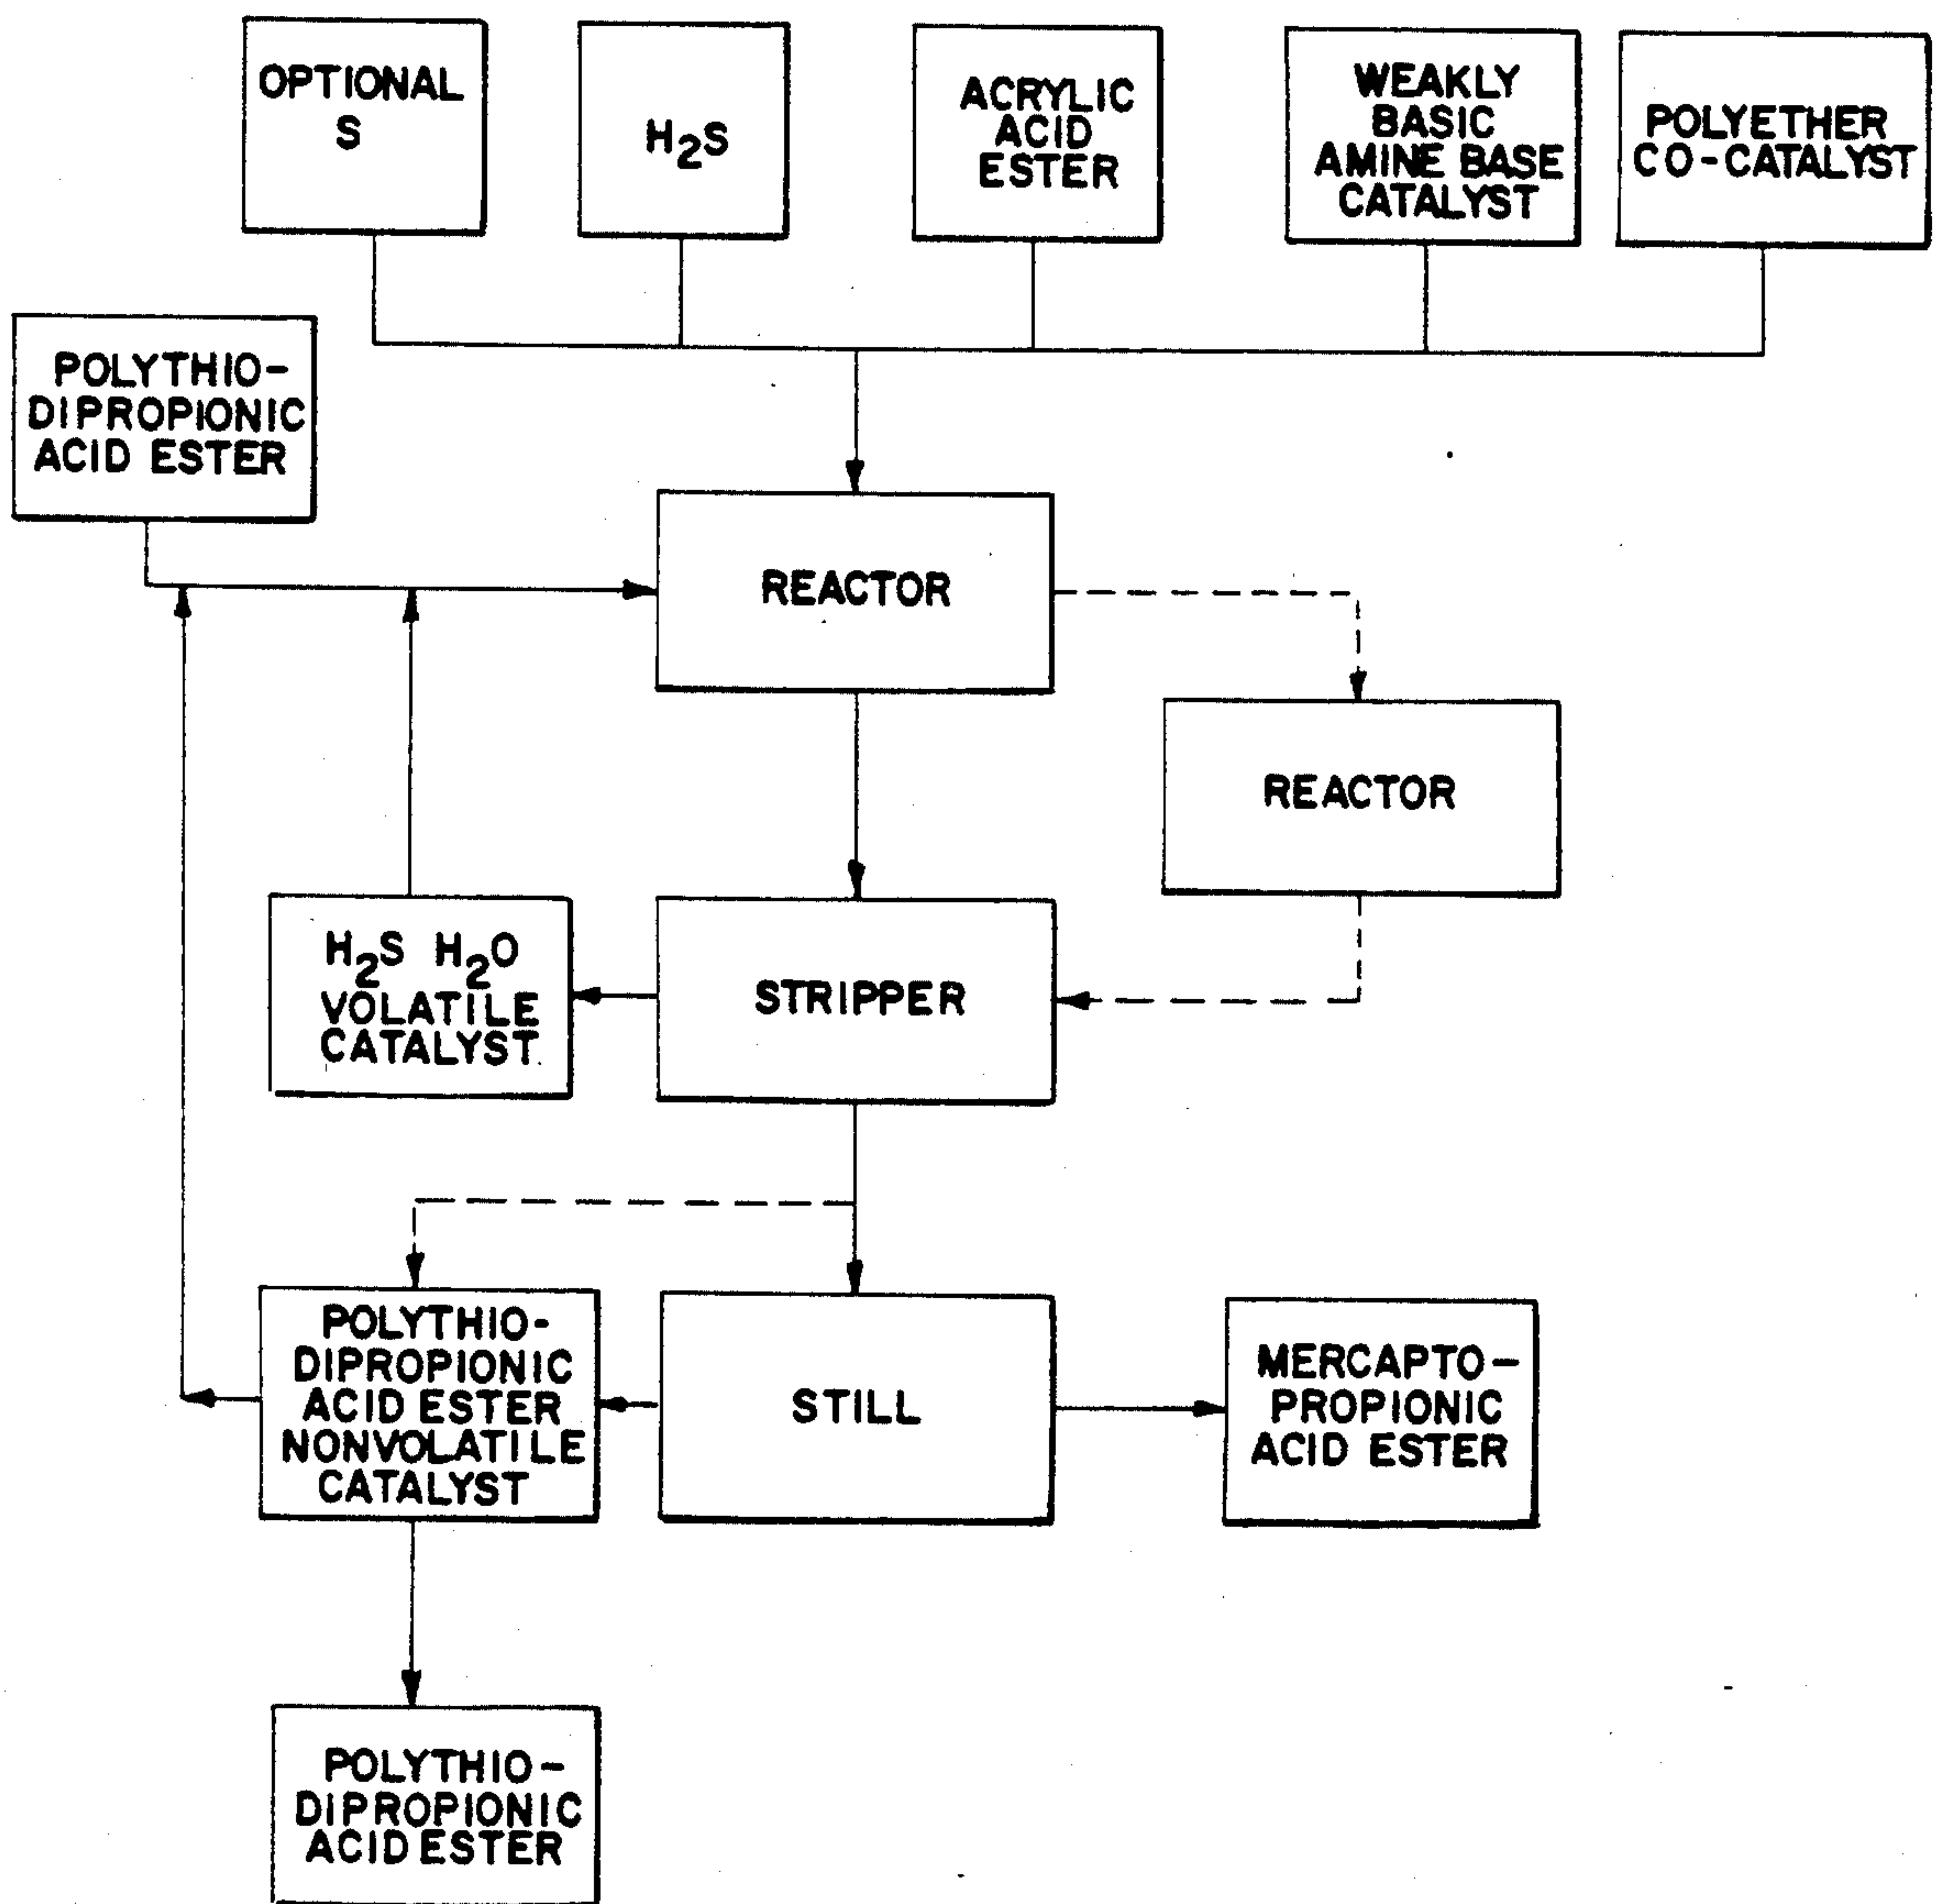 OPTIONAL
S
H2S
ACRYLIC
ACID
ESTER
WEAKLY
BASIC
AMINE BASE
CATALYST
POLYETHER
CO-CATALYST
POLYTHIO-
DIPROPIONIC
ACID ESTER
REACTOR
REACTOR
H2S H2O
VOLATILE
CATALYST
STRIPPER
POLYTHIO-
DIPROPIONIC
ACID ESTER
NONVOLATILE
CATALYST
STILL
MERCAPTO-
PROPIONIC
ACID ESTER
POLYTHIO-
DIPROPIONIC
ACID ESTER